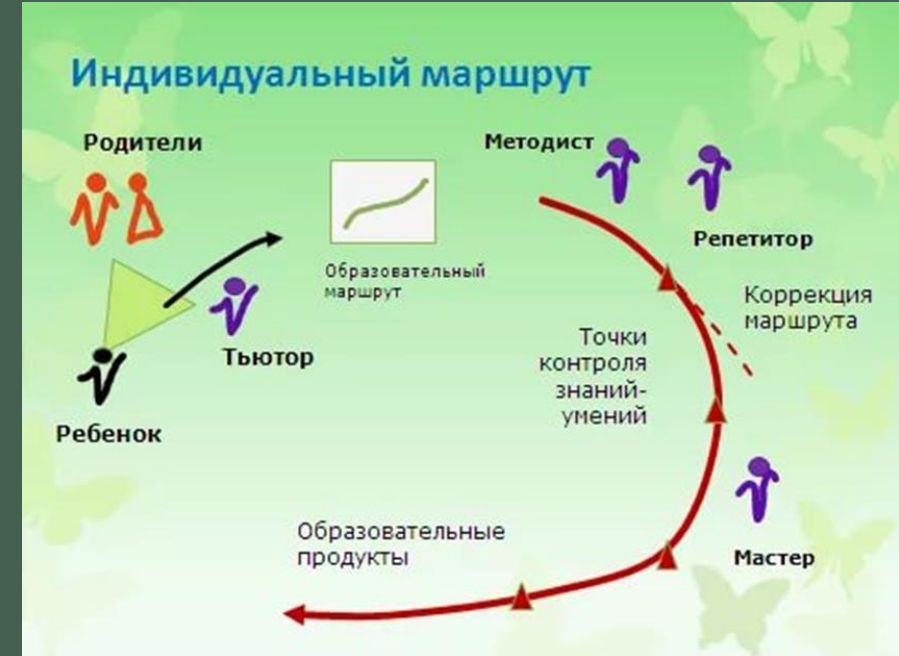 Индивидуальный маршрут
Родители
Методист
Репетитор
Образовательный
маршрут
Коррекция
маршрута
Точки
контроля
знаний-
умений
Тьютор
Ребенок
Образовательные
продукты
Мастер